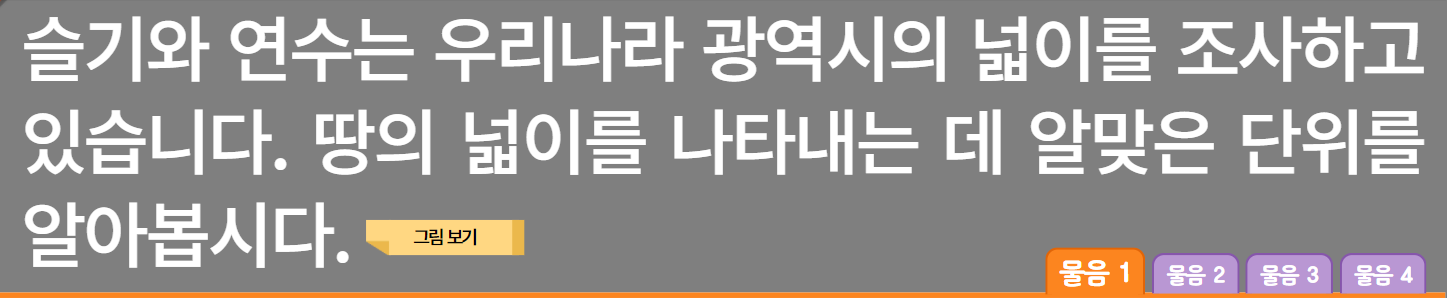 슬기와 연수는 우리나라 광역시의 넓이를 조사하고
있습니다. 땅의 넓이를 나타내는 데 알맞은 단위를
알아봅시다. 그림 보기
물음 1 물음 2 물음 3 물음 4